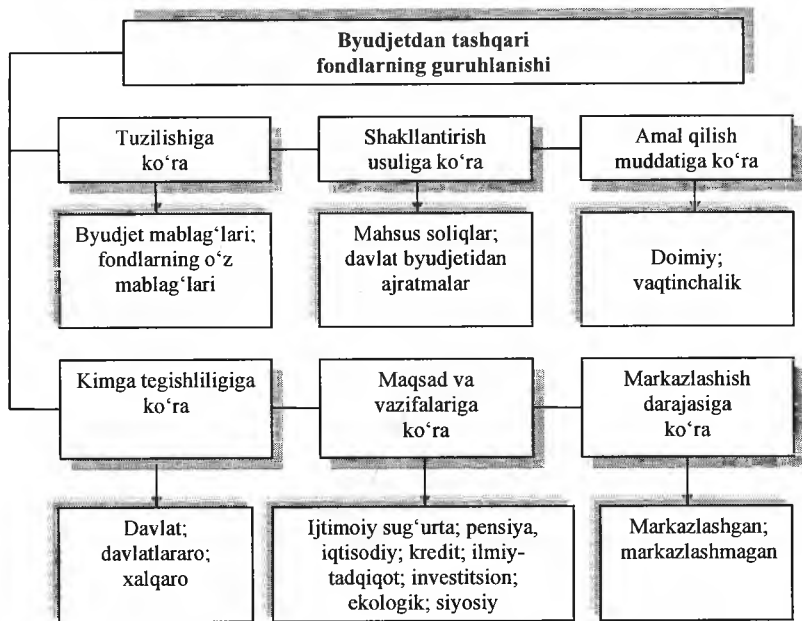 Byudjetdan tashqari
fondlarning guruhlanishi
Tuzilishiga
ko‘ra
Shakllantirish
usuliga ko‘ra
Amal qilish
muddatiga ko‘ra
Byudjet mablag‘lari;
fondlarning o‘z
mablag‘lari
Mahsus soliqlar;
davlat byudjetidan
ajratmalar
Doimiy;
vaqtinchalik
Kimga tegishliligiga
ko‘ra
Maqsad va
vazifalariga
ko‘ra
Markazlashish
darajasiga
ko‘ra
Davlat;
davlatlararo;
xalqaro
Ijtimoiy sug‘urta; pensiya,
iqtisodiy; kredit; ilmiy-
tadqiqot; investitsion;
ekologik; siyosiy
Markazlashgan;
markazlashmagan